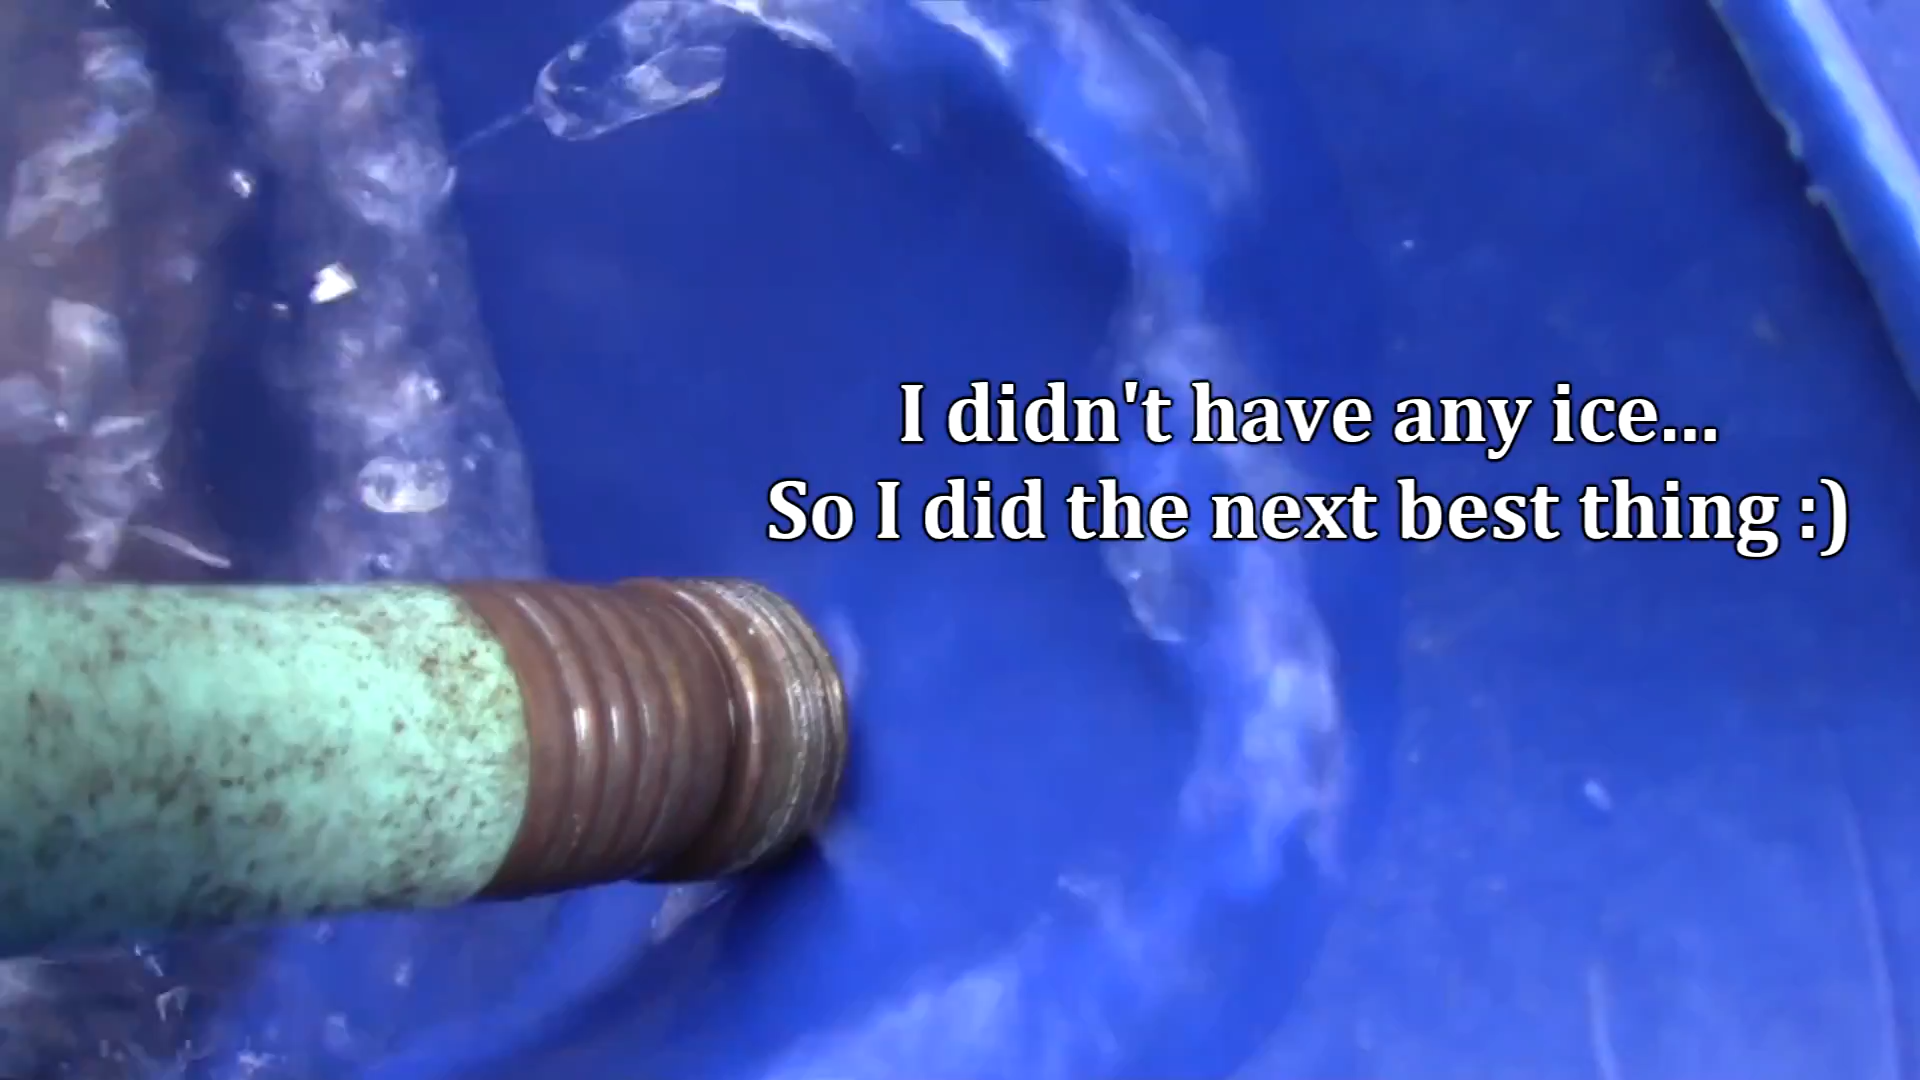 I didn't have any ice...
So I did the next best thing :)